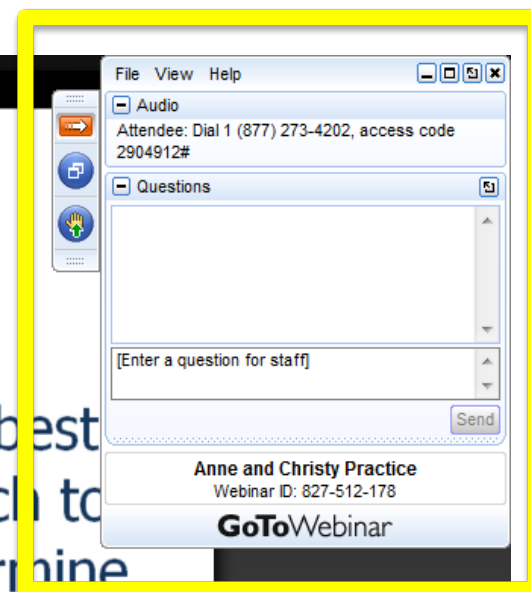 File View Help
Audio
Attendee: Dial 1 (877) 273-4202, access code
2904912#
Questions
[Enter a question for staff]
Send
Anne and Christy Practice
Webinar ID: 827-512-178
GoToWebinar
best
ch to
rmine